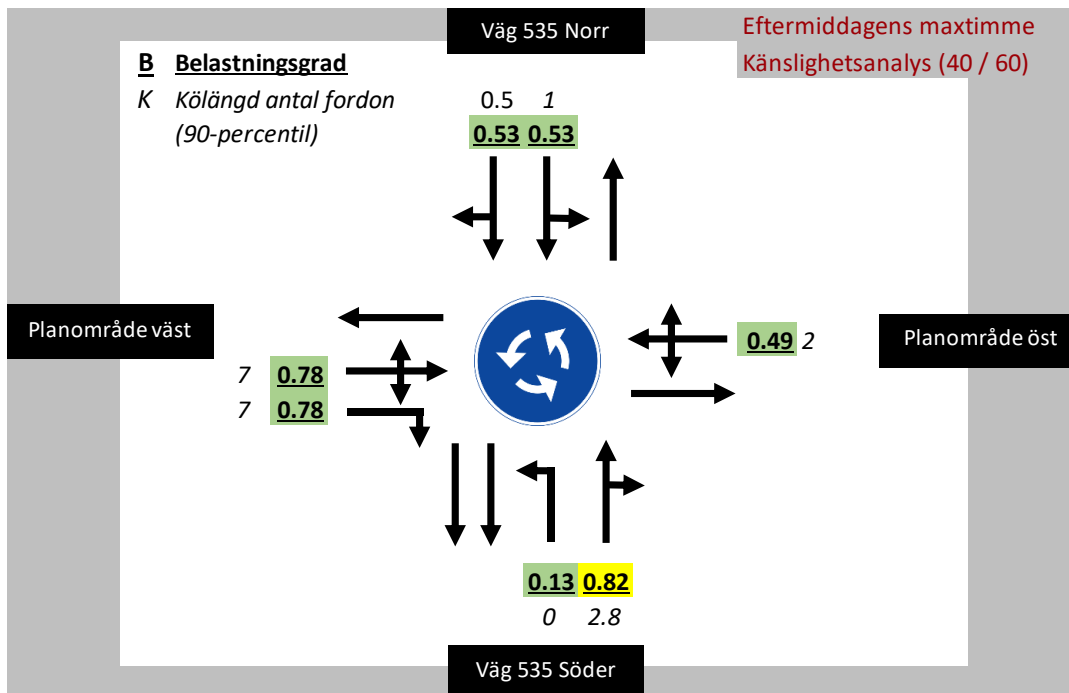 Väg 535 Norr
Eftermiddagens maxtimme
Känslighetsanalys (40 / 60)
B Belastningsgrad
K Kölängd antal fordon
(90-percentil)
0.5 1
0.53 0.53
Planområde väst
0.49 2
Planområde öst
7 0.78
7 0.78
0.13 0.82
0 2.8
Väg 535 Söder